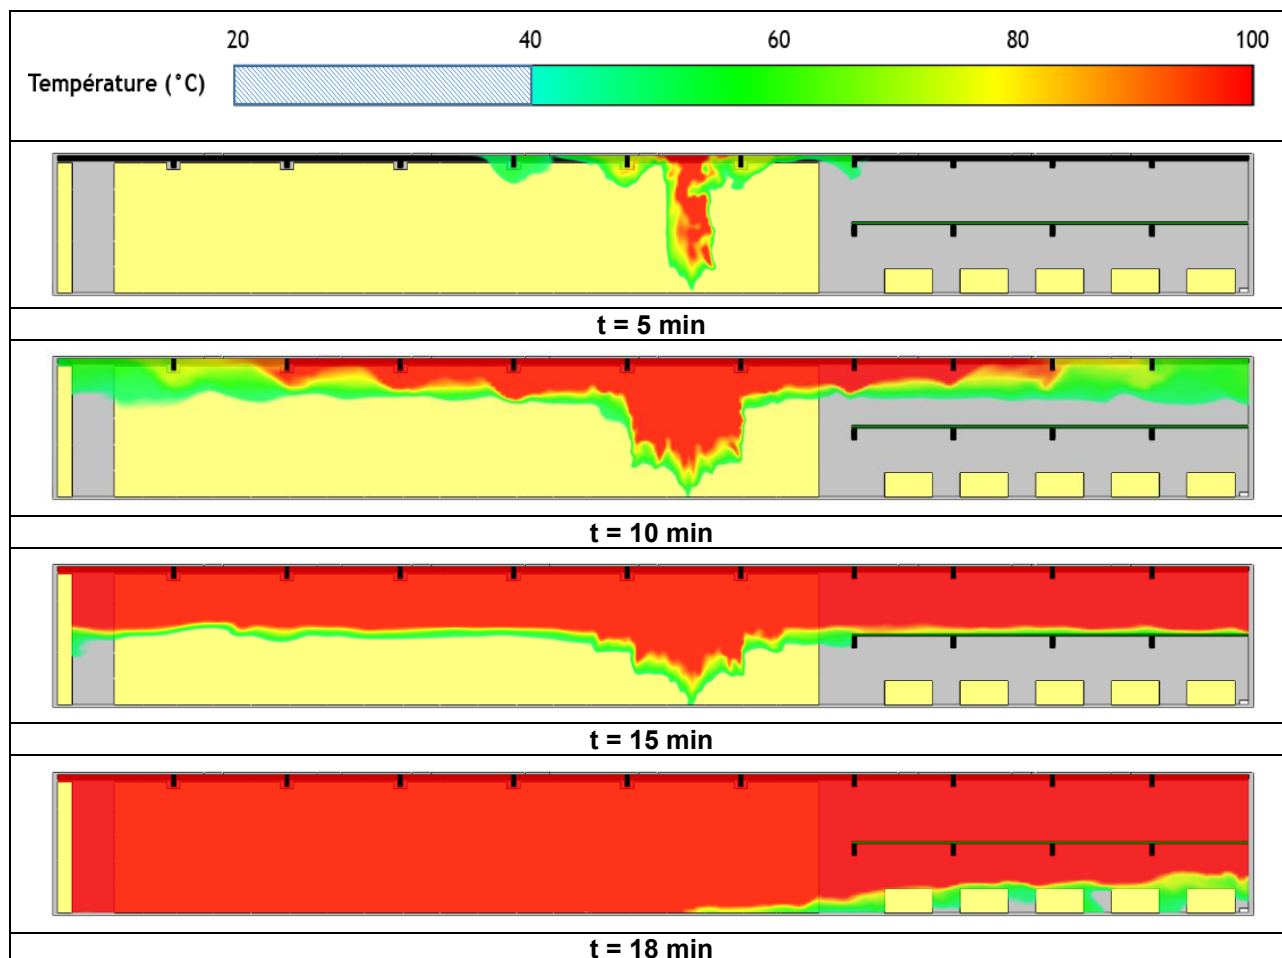 20 40 60 80 100
Température (°C)
t = 5 min
t = 10 min
t = 15 min
t = 18 min